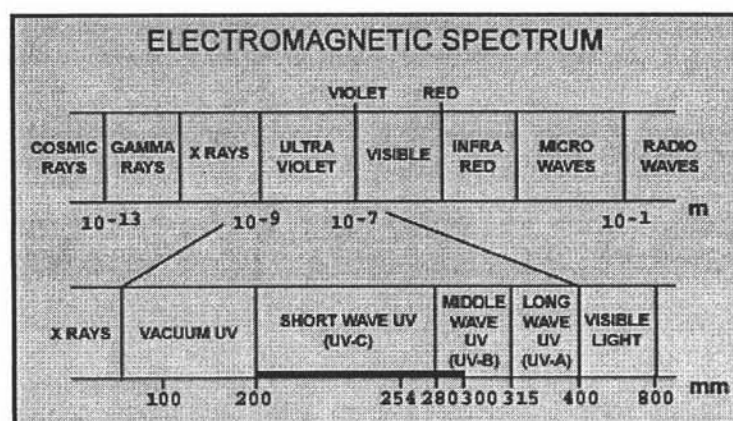 ELECTROMAGNETIC SPECTRUM
VIOLET RED
COSMIC RAYS
GAMMA RAYS
X RAYS
ULTRA VIOLET
VISIBLE
INFRA RED
MICRO WAVES
RADIO WAVES
10-13 10-9 10-7 10-1 m
X RAYS
VACUUM UV
SHORT WAVE UV
(UV-C)
MIDDLE
WAVE
UV
(UV-B)
LONG
WAVE
UV
(UV-A)
VISIBLE
LIGHT
100 200 254 280 300 315 400 800 mm